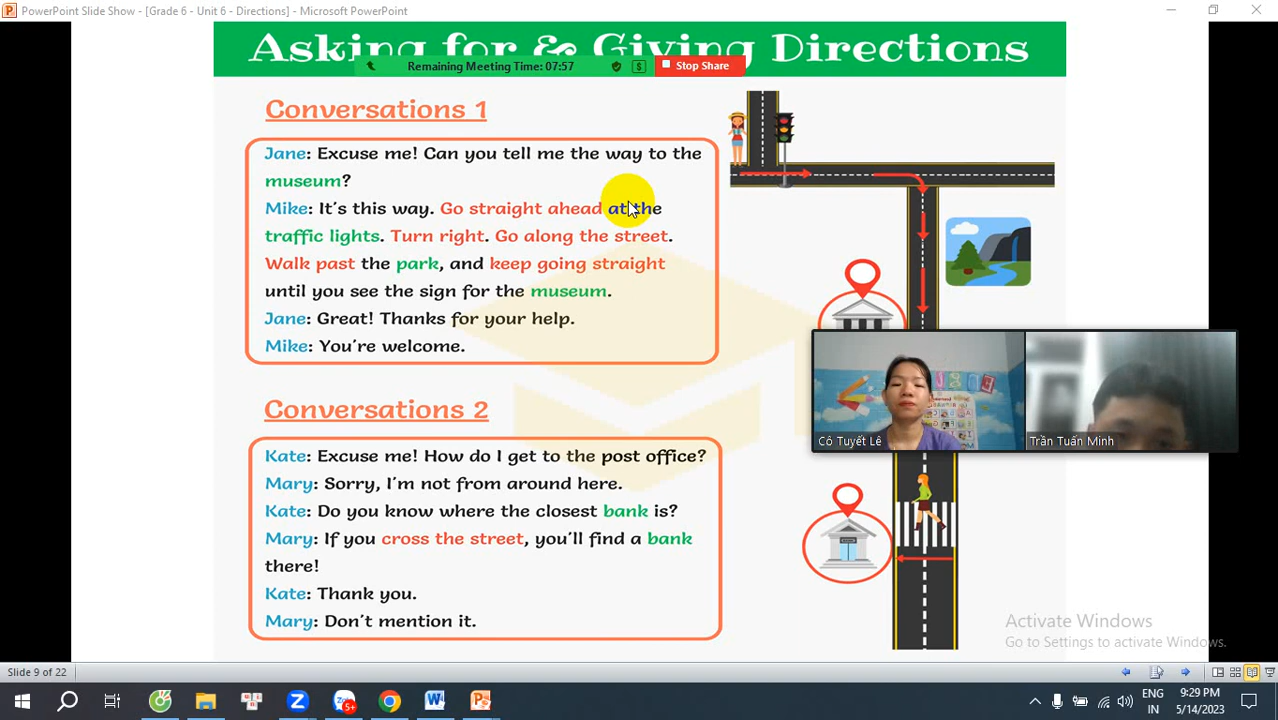 PowerPoint Slide Show - [Grade 6 - Unit 6 - Directions] - Microsoft PowerPoint
Asking for & Giving Directions
Remaining Meeting Time: 07:57
Stop Share
Conversations 1
Jane: Excuse me! Can you tell me the way to the
museum?
Mike: It's this way. Go straight ahead at the
traffic lights. Turn right. Go along the street.
Walk past the park, and keep going straight
until you see the sign for the museum.
Jane: Great! Thanks for your help.
Mike: You're welcome.
Conversations 2
Kate: Excuse me! How do I get to the post office?
Mary: Sorry, I'm not from around here.
Kate: Do you know where the closest bank is?
Mary: If you cross the street, you'll find a bank
there!
Kate: Thank you.
Mary: Don't mention it.
Cô Tuyết Lê
Trần Tuấn Minh
Activate Windows
Go to Settings to activate Windows.
Slide 9 of 22
5+
ENG
IN
9:29 PM
5/14/2023